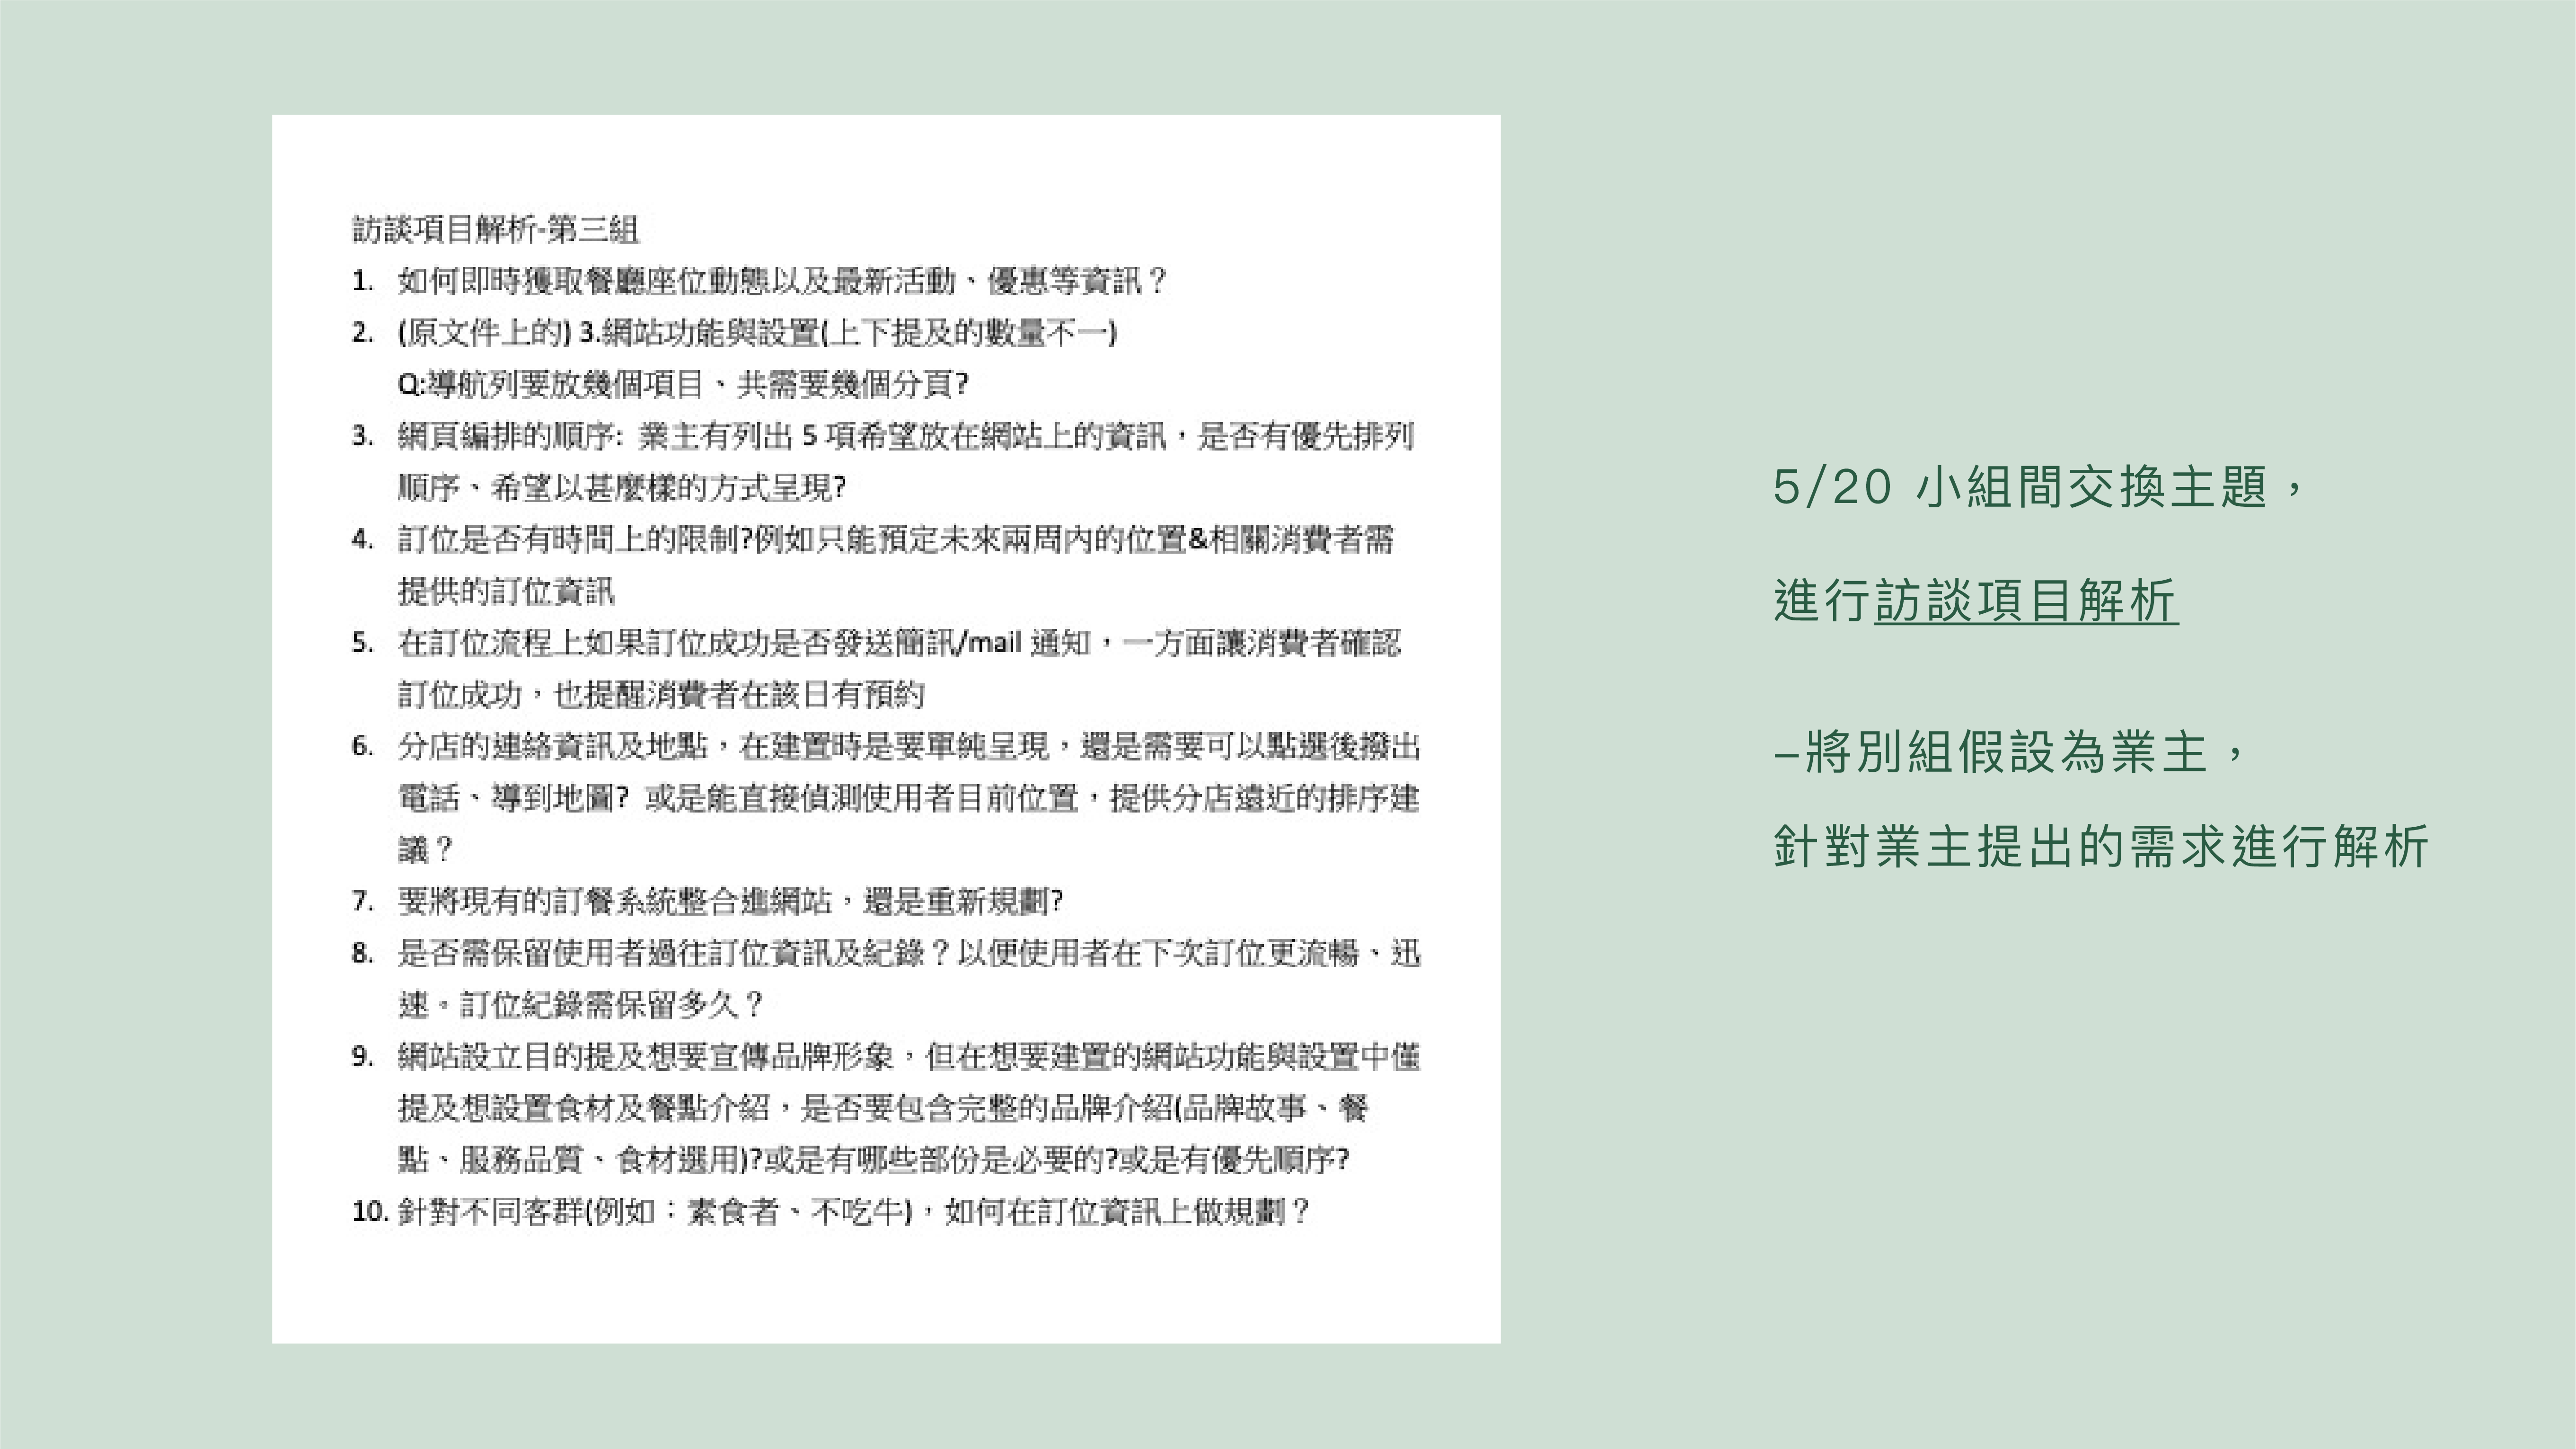 訪談項目解析-第三組
1. 如何即時獲取餐廳座位動態以及最新活動、優惠等資訊？
2. (原文件上的) 3.網站功能與設置(上下提及的數量不一)
Q:導航列要放幾個項目、共需要幾個分頁?
3. 網頁編排的順序: 業主有列出 5 項希望放在網站上的資訊，是否有優先排列
順序、希望以甚麼樣的方式呈現?
4. 訂位是否有時間上的限制?例如只能預定未來兩周內的位置&相關消費者需
提供的訂位資訊
5. 在訂位流程上如果訂位成功是否發送簡訊/mail 通知，一方面讓消費者確認
訂位成功，也提醒消費者在該日有預約
6. 分店的連絡資訊及地點，在建置時是要單純呈現，還是需要可以點選後撥出
電話、導到地圖? 或是能直接偵測使用者目前位置，提供分店遠近的排序建
議？
7. 要將現有的訂餐系統整合進網站，還是重新規劃?
8. 是否需保留使用者過往訂位資訊及紀錄？以便使用者在下次訂位更流暢、迅
速。訂位紀錄需保留多久？
9. 網站設立目的提及想要宣傳品牌形象，但在想要建置的網站功能與設置中僅
提及想設置食材及餐點介紹，是否要包含完整的品牌介紹(品牌故事、餐
點、服務品質、食材選用)?或是有哪些部份是必要的?或是有優先順序?
10. 針對不同客群(例如：素食者、不吃牛)，如何在訂位資訊上做規劃？
5/20 小組間交換主題，
進行訪談項目解析
–將別組假設為業主，
針對業主提出的需求進行解析